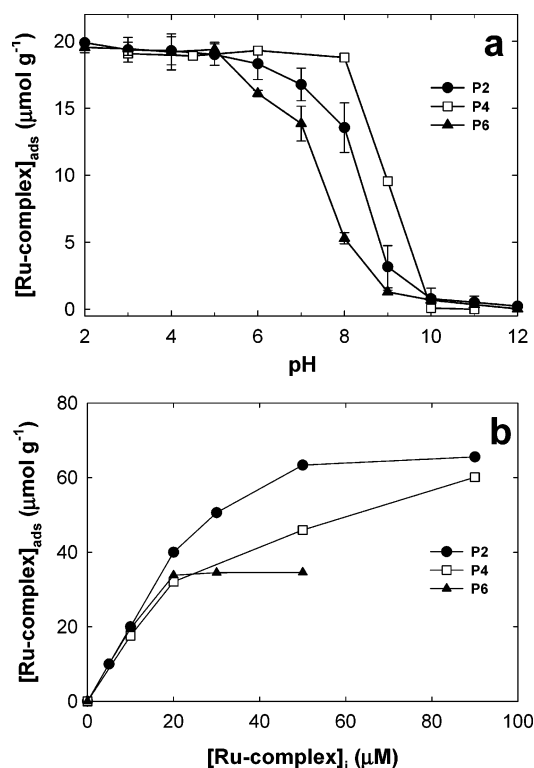 a
[Ru-complex]ads (μmol g-1)
20
15
10
5
0
P2
P4
P6
2 4 6 8 10 12
pH
b
[Ru-complex]ads (μmol g-1)
80
60
40
20
0
P2
P4
P6
0 20 40 60 80 100
[Ru-complex]i (μM)